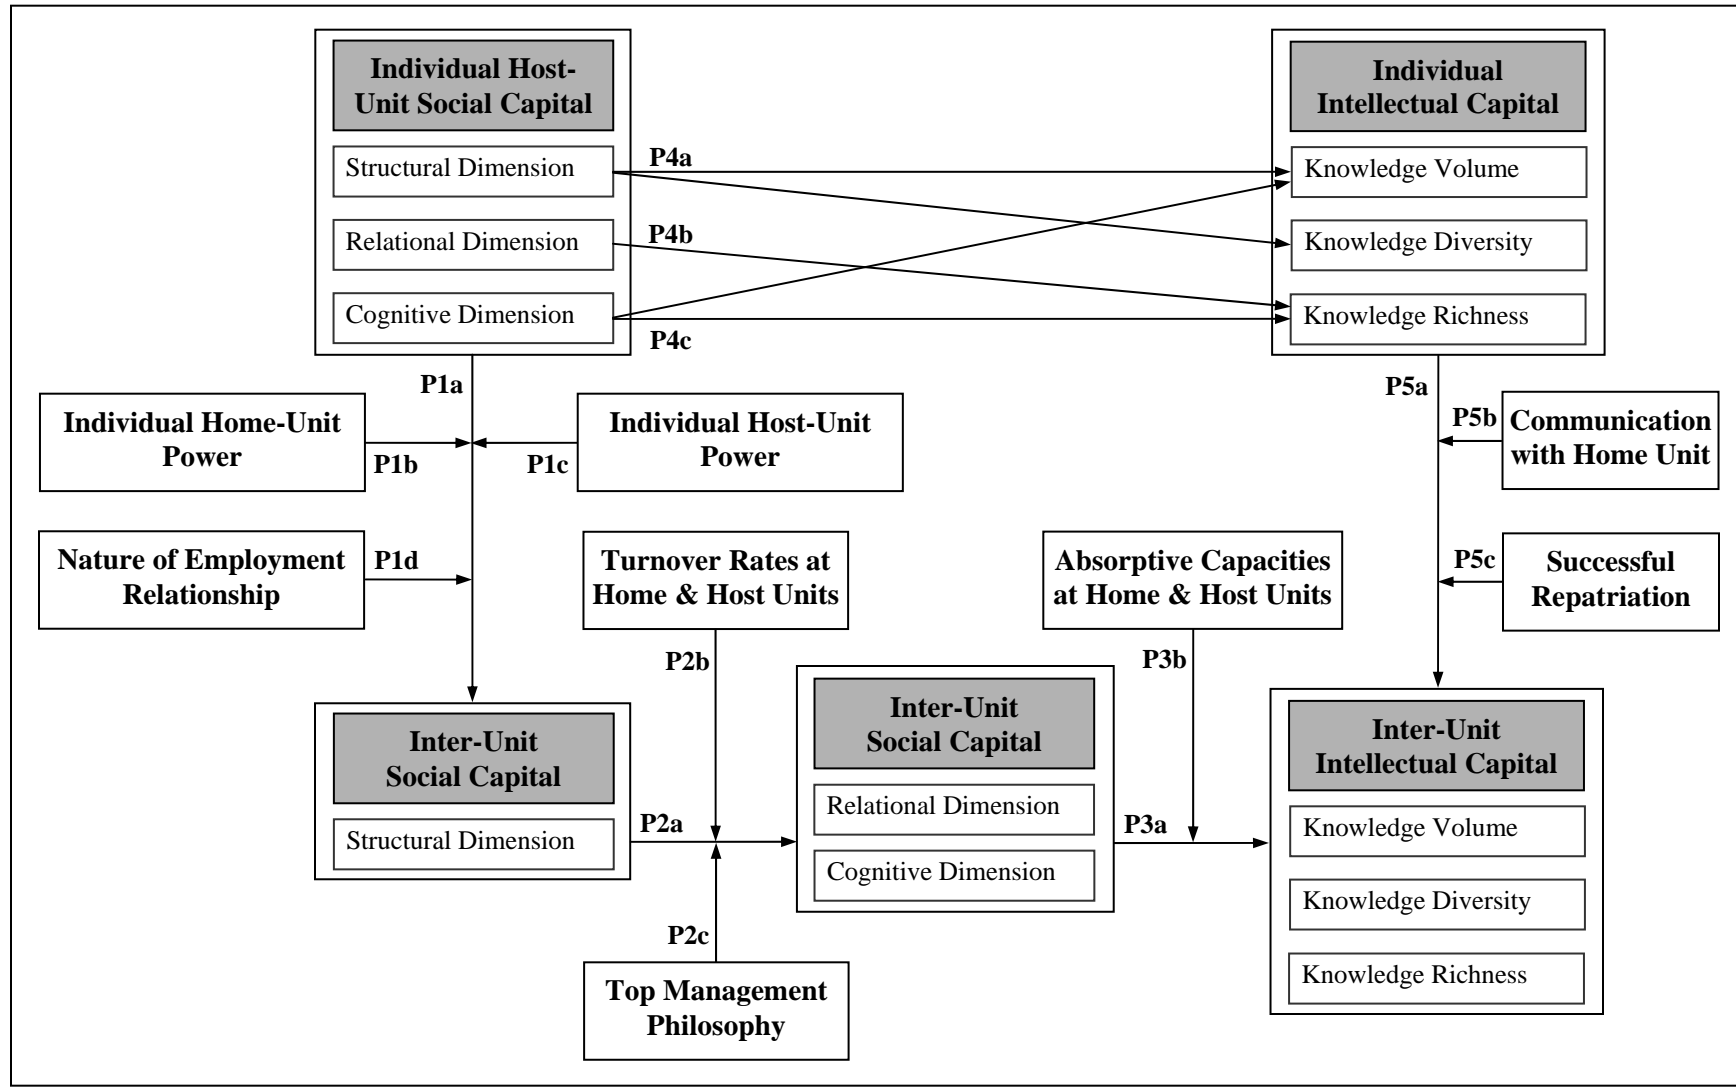 Individual Host-
Unit Social Capital
Structural Dimension
Relational Dimension
Cognitive Dimension
Individual
Intellectual Capital
Knowledge Volume
Knowledge Diversity
Knowledge Richness
P4a
P4b
P4c
P1a
Individual Home-Unit
Power
P1b
P1c
Individual Host-Unit
Power
P5a
P5b
Communication
with Home Unit
Nature of Employment
Relationship
P1d
Turnover Rates at
Home & Host Units
P2b
Absorptive Capacities
at Home & Host Units
P3b
P5c
Successful
Repatriation
Inter-Unit
Social Capital
Structural Dimension
P2a
Inter-Unit
Social Capital
Relational Dimension
Cognitive Dimension
P3a
Inter-Unit
Intellectual Capital
Knowledge Volume
Knowledge Diversity
Knowledge Richness
P2c
Top Management
Philosophy